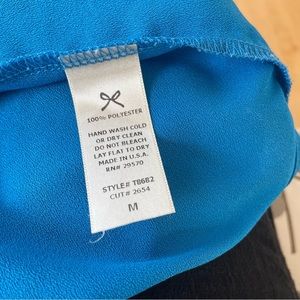 100% POLYESTER
HAND WASH COLD
OR DRY CLEAN
DO NOT BLEACH
LAY FLAT TO DRY
MADE IN U.S.A.
RN# 29570
STYLE# T8682
CUT# 2654
M